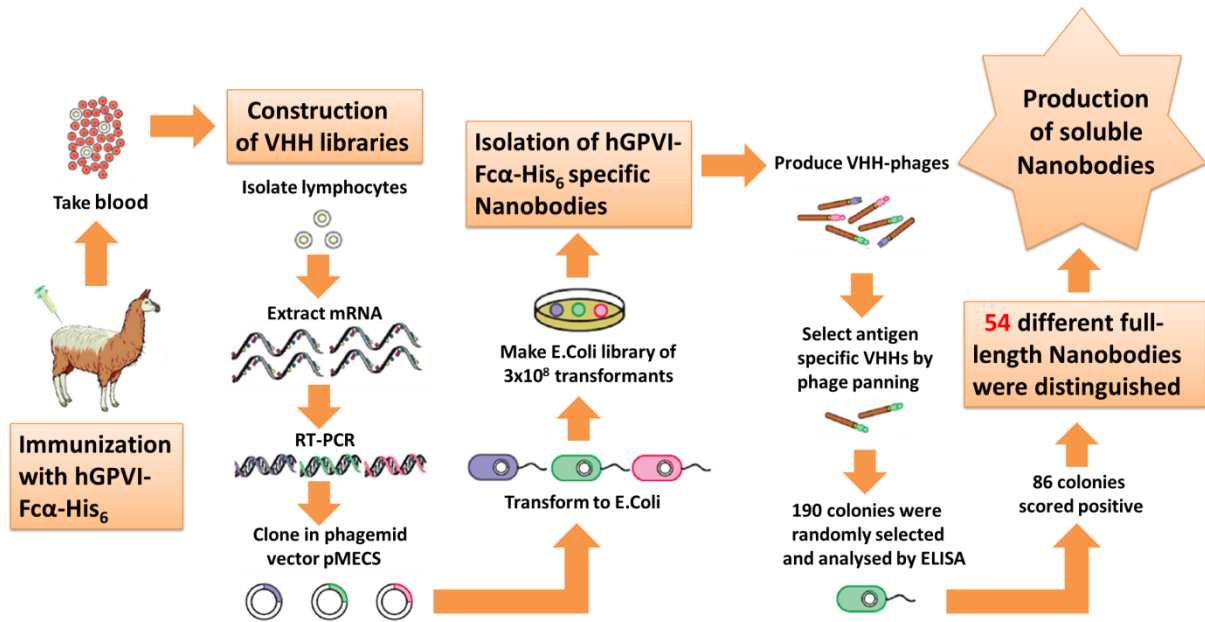 Immunization
with hGPVI-
Fcα-His₆
Take blood
Construction
of VHH libraries
Isolate lymphocytes
Extract mRNA
RT-PCR
Clone in phagemid
vector pMECS
Transform to E.Coli
Make E.Coli library of
3x10⁸ transformants
Isolation of hGPVI-
Fcα-His₆ specific
Nanobodies
Produce VHH-phages
Select antigen
specific VHHs by
phage panning
190 colonies were
randomly selected
and analysed by ELISA
86 colonies
scored positive
54 different full-
length Nanobodies
were distinguished
Production
of soluble
Nanobodies